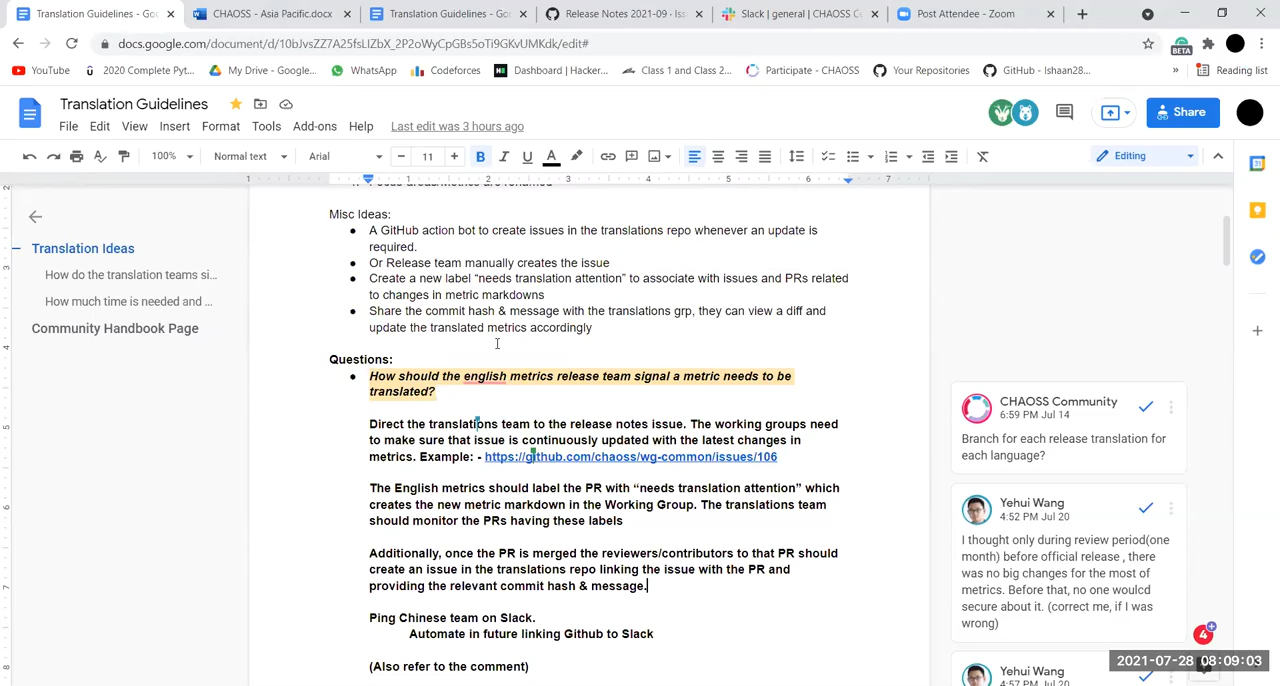 Translation Guidelines - Goo
CHAOSS - Asia Pacific.docx
Translation Guidelines - Go
Release Notes 2021-09 · Iss
Slack | general | CHAOSS C
Post Attendee - Zoom
docs.google.com/document/d/10bJvsZZ7A25fsLIZbX_2P2oWyCpGBs5oTi9GKvUMKdk/edit#
BETA
YouTube
2020 Complete Pyt...
My Drive - Google...
WhatsApp
Codeforces
Dashboard | Hacker...
Class 1 and Class 2...
Participate - CHAOSS
Your Repositories
GitHub - Ishaan28...
»
Reading list
Translation Guidelines
File Edit View Insert Format Tools Add-ons Help Last edit was 3 hours ago
Share
100% Normal text Arial 11 B I U A
Editing
1 1 2 3 4 5 6 7
Translation Ideas
How do the translation teams si...
How much time is needed and ...
Community Handbook Page
Misc Ideas:
● A GitHub action bot to create issues in the translations repo whenever an update is
required.
● Or Release team manually creates the issue
● Create a new label “needs translation attention” to associate with issues and PRs related
to changes in metric markdowns
● Share the commit hash & message with the translations grp, they can view a diff and
update the translated metrics accordingly
Questions:
● How should the english metrics release team signal a metric needs to be
translated?
Direct the translations team to the release notes issue. The working groups need
to make sure that issue is continuously updated with the latest changes in
metrics. Example: - https://github.com/chaoss/wg-common/issues/106
The English metrics should label the PR with “needs translation attention” which
creates the new metric markdown in the Working Group. The translations team
should monitor the PRs having these labels
Additionally, once the PR is merged the reviewers/contributors to that PR should
create an issue in the translations repo linking the issue with the PR and
providing the relevant commit hash & message.
Ping Chinese team on Slack.
Automate in future linking Github to Slack
(Also refer to the comment)
CHAOSS Community
6:59 PM Jul 14
Branch for each release translation for
each language?
Yehui Wang
4:52 PM Jul 20
I thought only during review period(one
month) before official release , there
was no big changes for the most of
metrics. Before that, no one woulcd
secure about it. (correct me, if I was
wrong)
Yehui Wang
4:57 PM Jul 20
4
2021-07-28 08:09:03